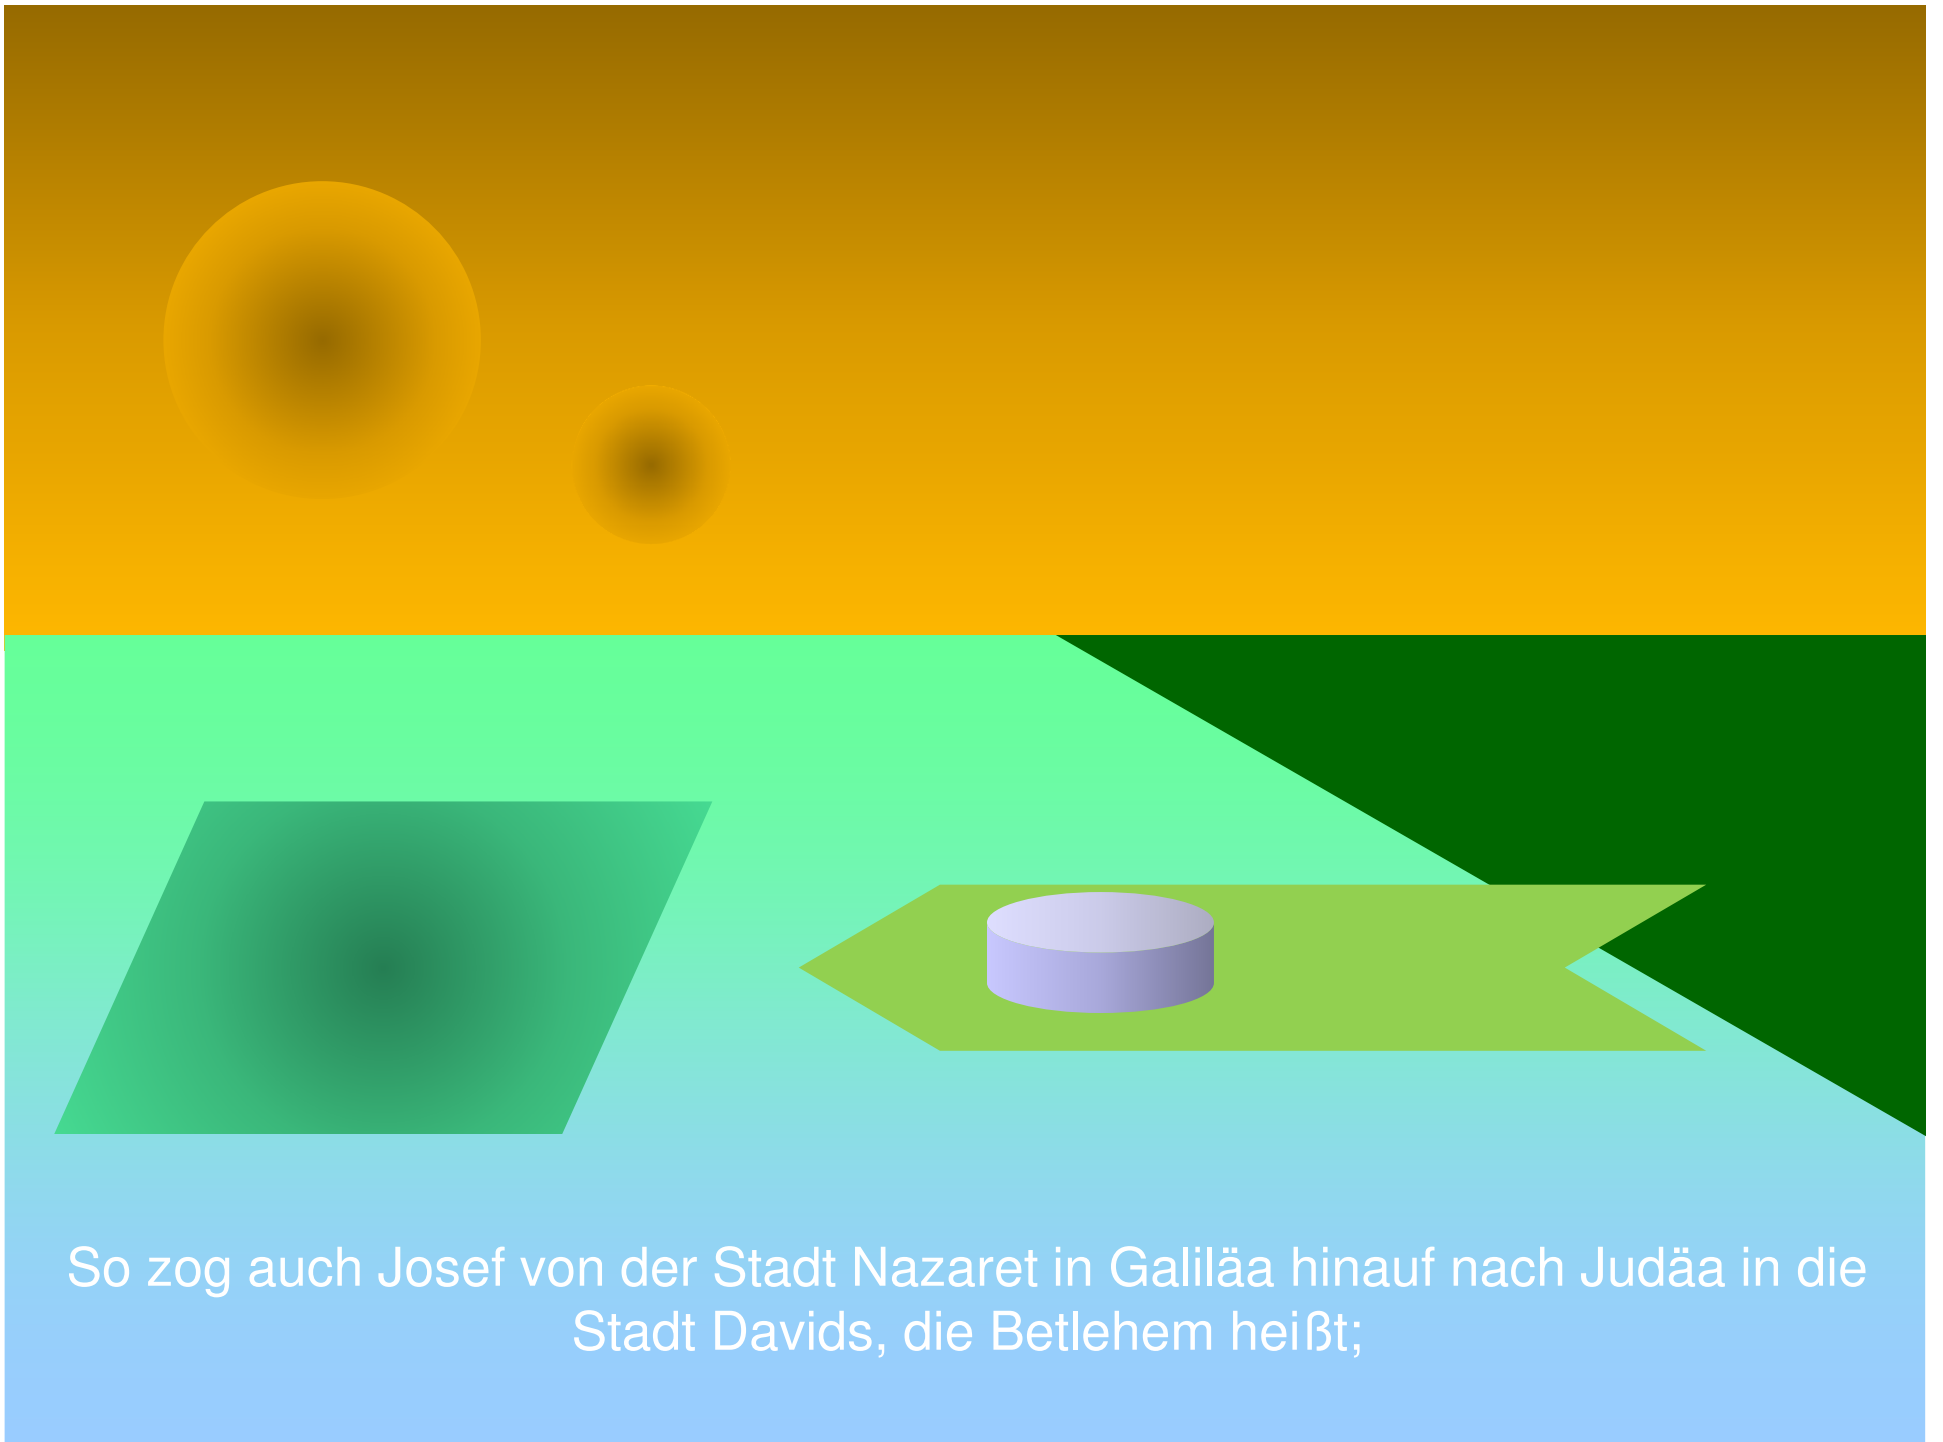 So zog auch Josef von der Stadt Nazaret in Galiläa hinauf nach Judäa in die
Stadt Davids, die Betlehem heißt;